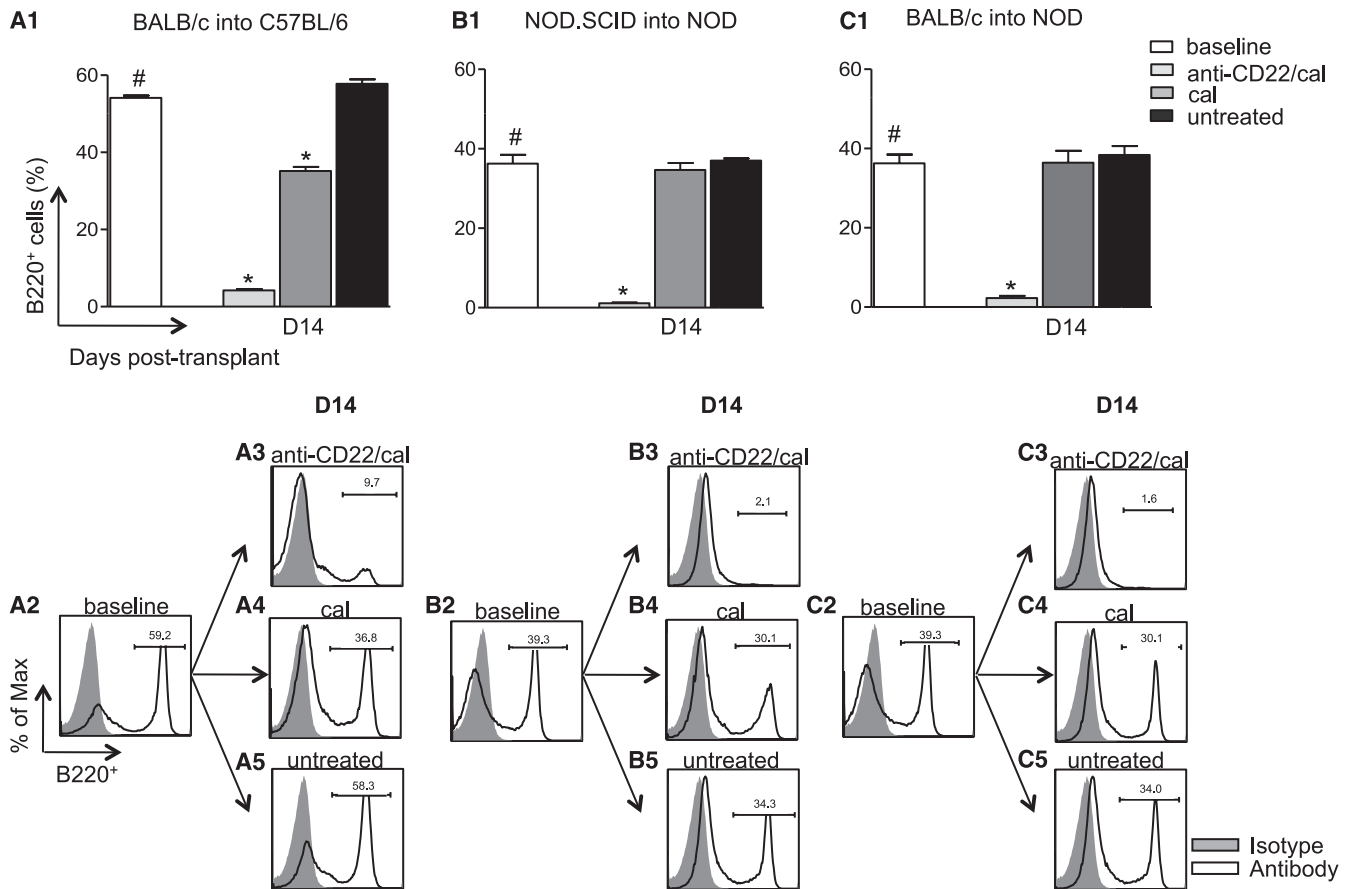 A1 BALB/c into C57BL/6
B1 NOD.SCID into NOD
C1 BALB/c into NOD
baseline
anti-CD22/cal
cal
untreated
B220+ cells (%)
60
40
20
0
#
*
*
D14
Days post-transplant
60
40
20
0
#
*
D14
60
40
20
0
#
*
D14
D14
D14
D14
A3 anti-CD22/cal
9.7
B3 anti-CD22/cal
2.1
C3 anti-CD22/cal
1.6
A2 baseline
59.2
A4 cal
36.8
B2 baseline
39.3
B4 cal
30.1
C2 baseline
39.3
C4 cal
30.1
% of Max
B220+
A5 untreated
58.3
B5 untreated
34.3
C5 untreated
34.0
Isotype
Antibody